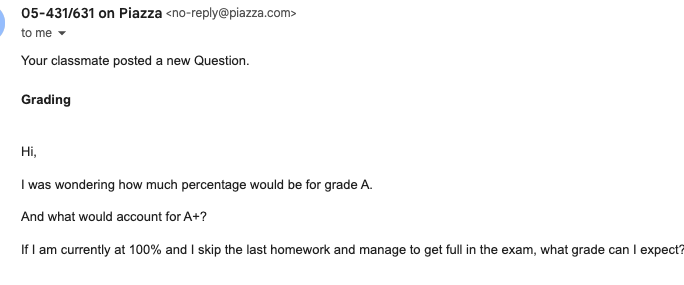 05-431/631 on Piazza <no-reply@piazza.com>
to me
Your classmate posted a new Question.
Grading
Hi,
I was wondering how much percentage would be for grade A.
And what would account for A+?
If I am currently at 100% and I skip the last homework and manage to get full in the exam, what grade can I expect?